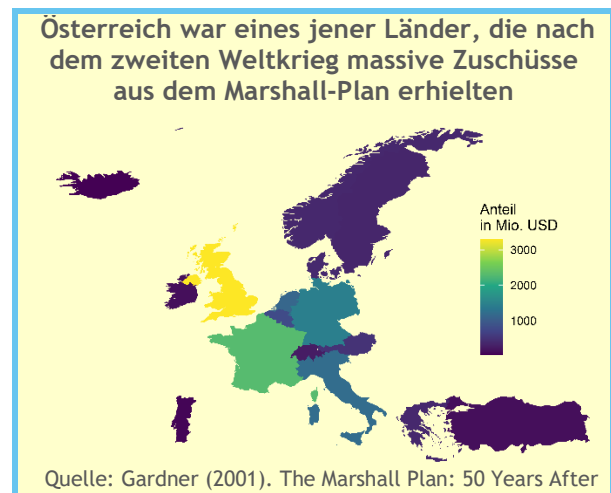 Österreich war eines jener Länder, die nach
dem zweiten Weltkrieg massive Zuschüsse
aus dem Marshall-Plan erhielten
Anteil
in Mio. USD
3000
2000
1000
Quelle: Gardner (2001). The Marshall Plan: 50 Years After